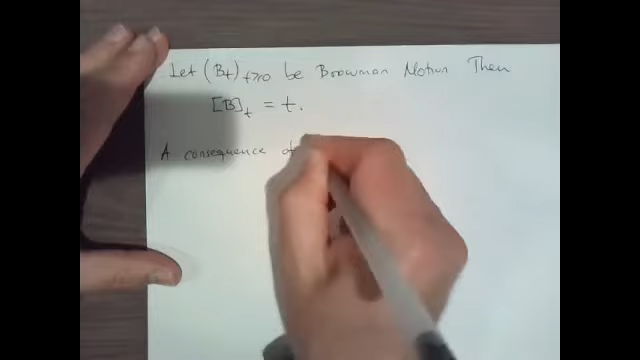 Let (Bt)t≥0 be Brownian Motion Then
[B]t = t.
A consequence of